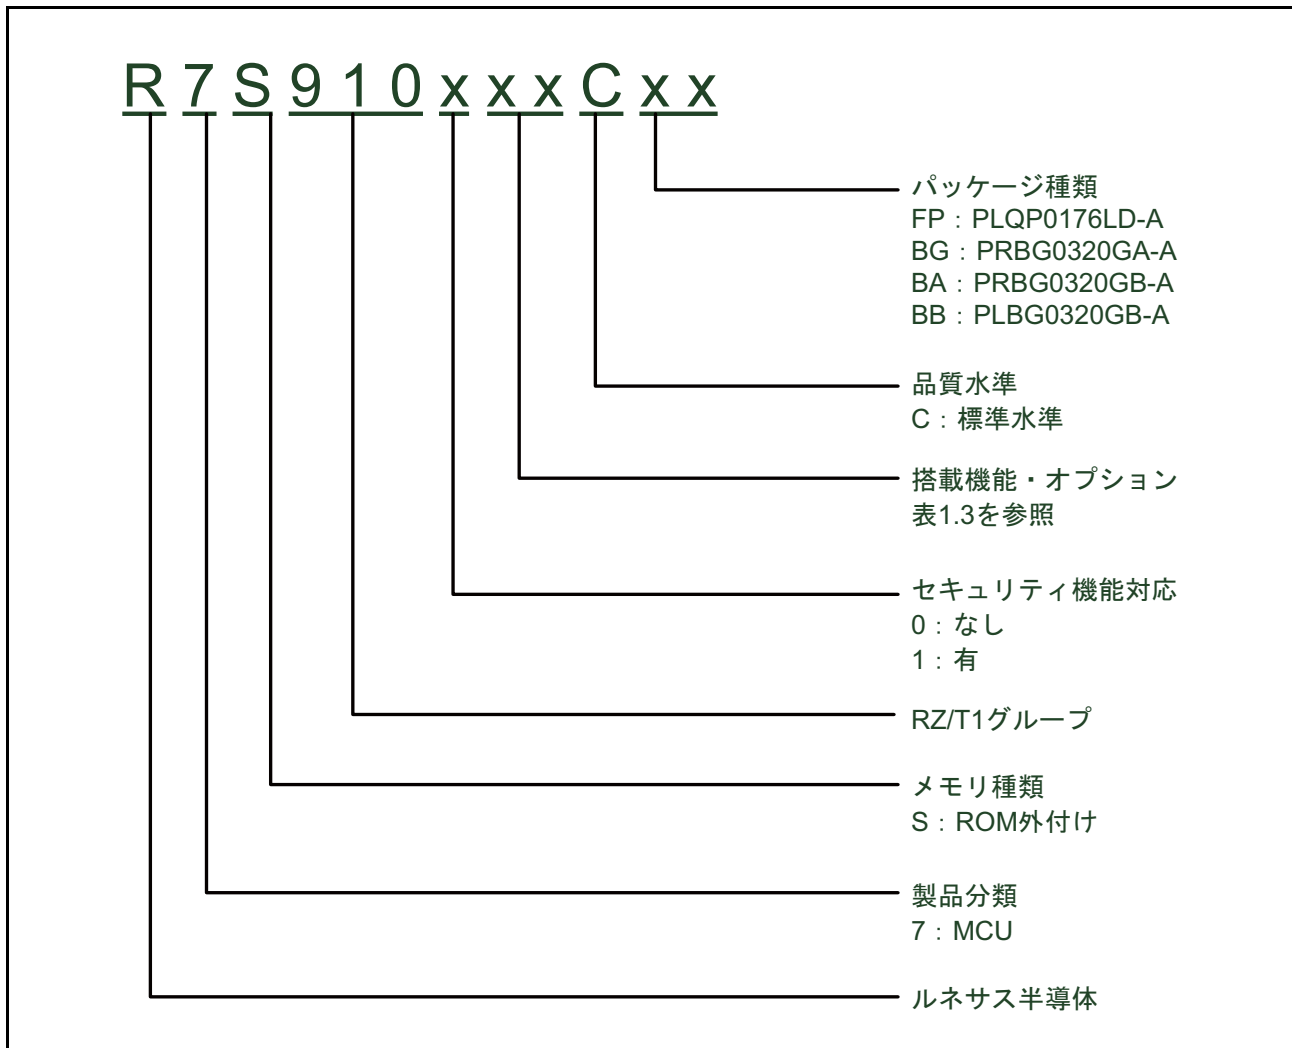 R 7 S 9 1 0 x x x C x x
パッケージ種類
FP：PLQP0176LD-A
BG：PRBG0320GA-A
BA：PRBG0320GB-A
BB：PLBG0320GB-A
品質水準
C：標準水準
搭載機能・オプション
表1.3を参照
セキュリティ機能対応
0：なし
1：有
RZ/T1グループ
メモリ種類
S：ROM外付け
製品分類
7：MCU
ルネサス半導体